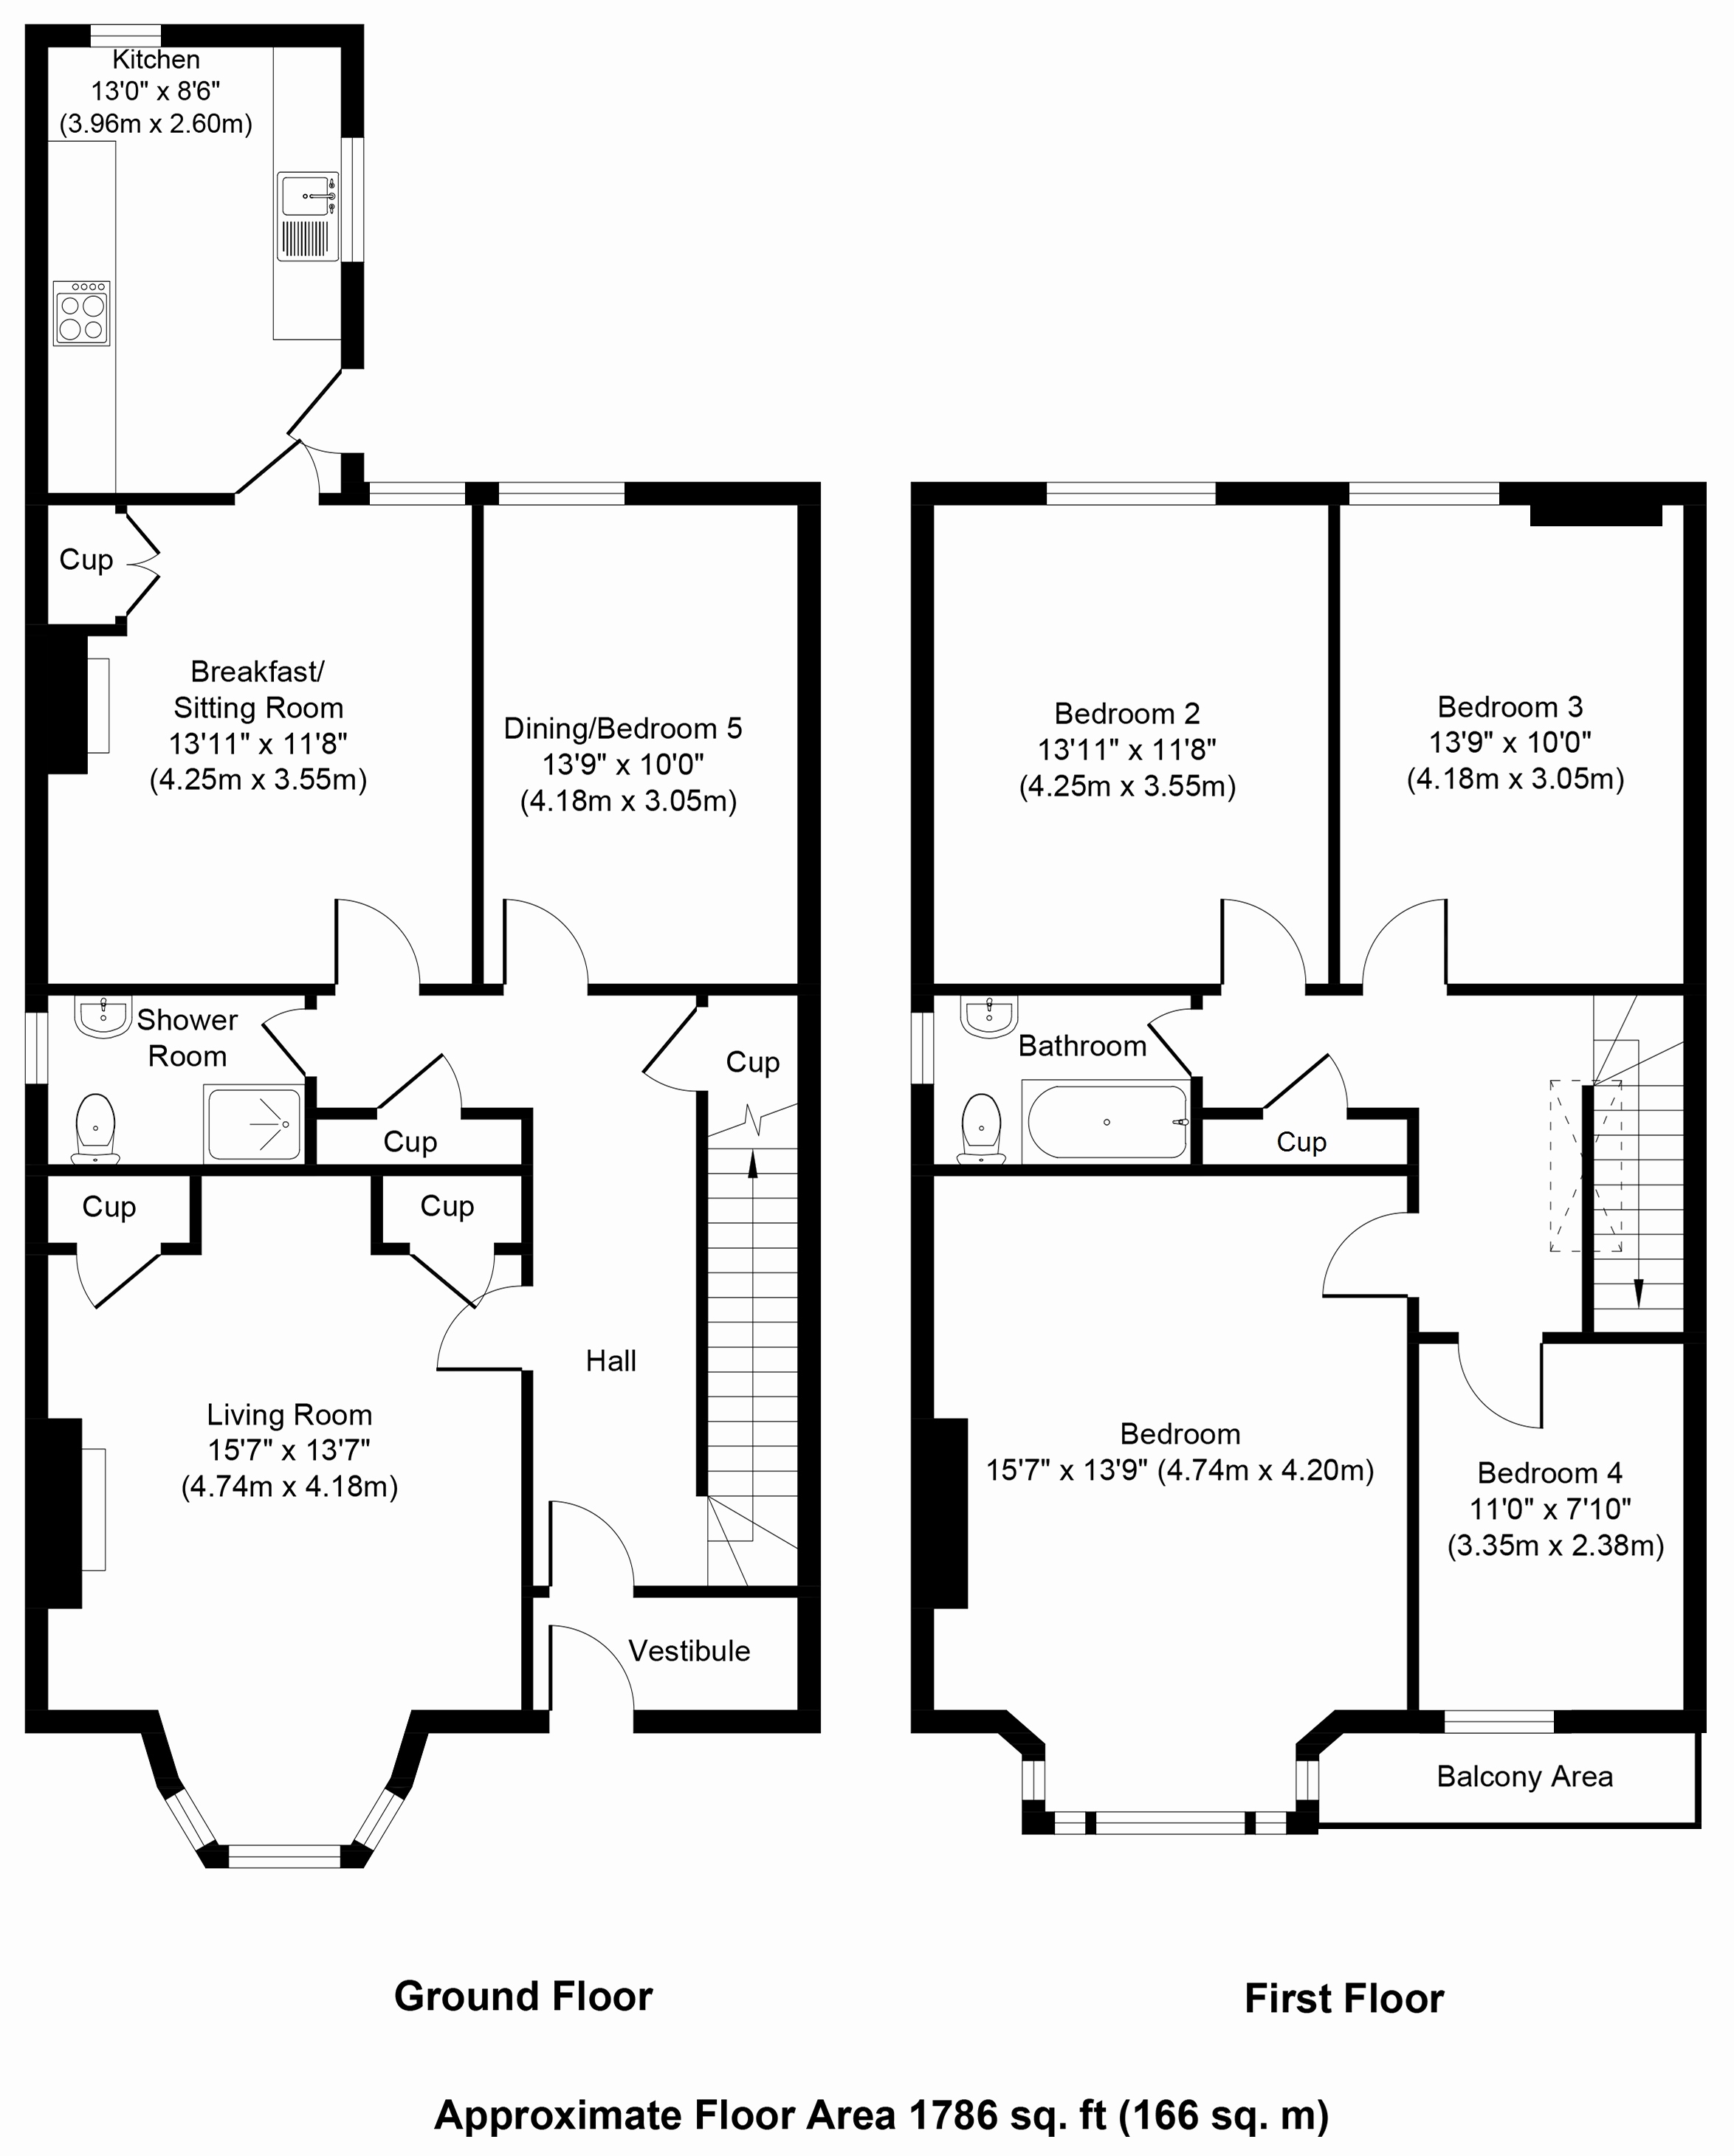 Kitchen
13'0" x 8'6"
(3.96m x 2.60m)
Cup
Breakfast/
Sitting Room
13'11" x 11'8"
(4.25m x 3.55m)
Dining/Bedroom 5
13'9" x 10'0"
(4.18m x 3.05m)
Shower
Room
Cup
Cup
Cup
Cup
Hall
Living Room
15'7" x 13'7"
(4.74m x 4.18m)
Vestibule
Ground Floor
Bedroom 2
13'11" x 11'8"
(4.25m x 3.55m)
Bedroom 3
13'9" x 10'0"
(4.18m x 3.05m)
Bathroom
Cup
Bedroom
15'7" x 13'9" (4.74m x 4.20m)
Bedroom 4
11'0" x 7'10"
(3.35m x 2.38m)
Balcony Area
First Floor
Approximate Floor Area 1786 sq. ft (166 sq. m)